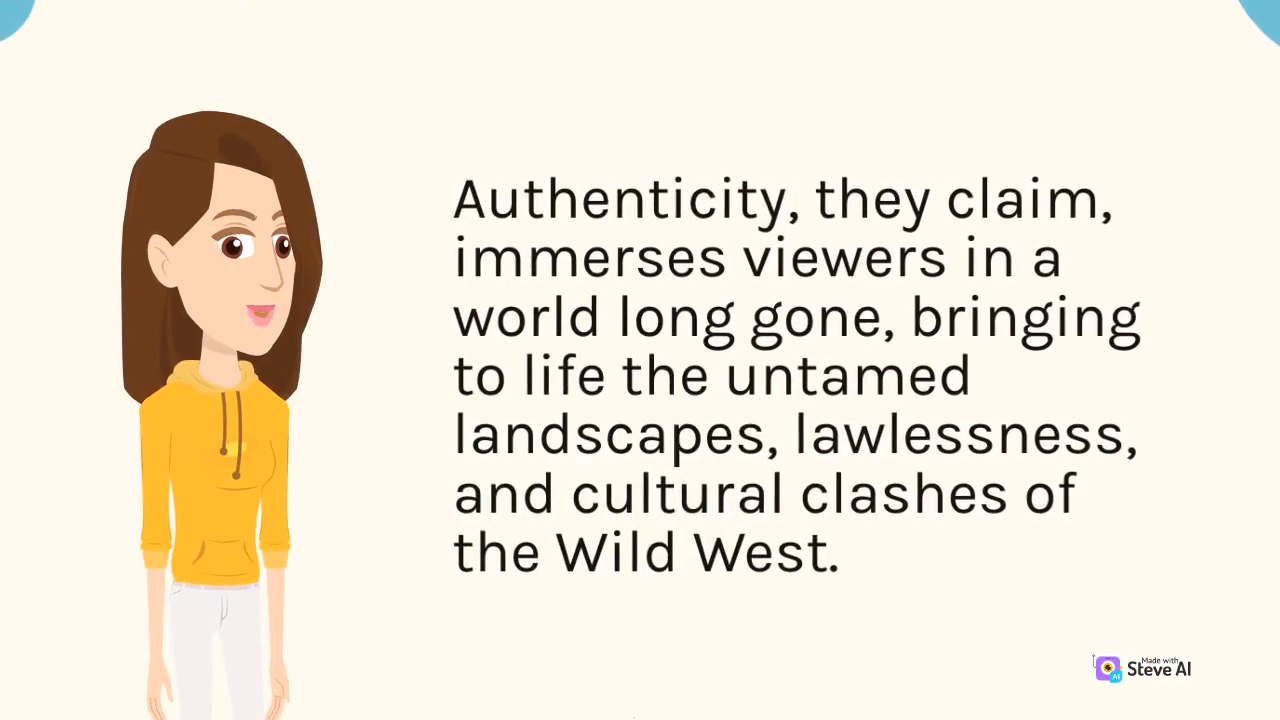 Authenticity, they claim,
immerses viewers in a
world long gone, bringing
to life the untamed
landscapes, lawlessness,
and cultural clashes of
the Wild West.
Made with
Steve AI
AI